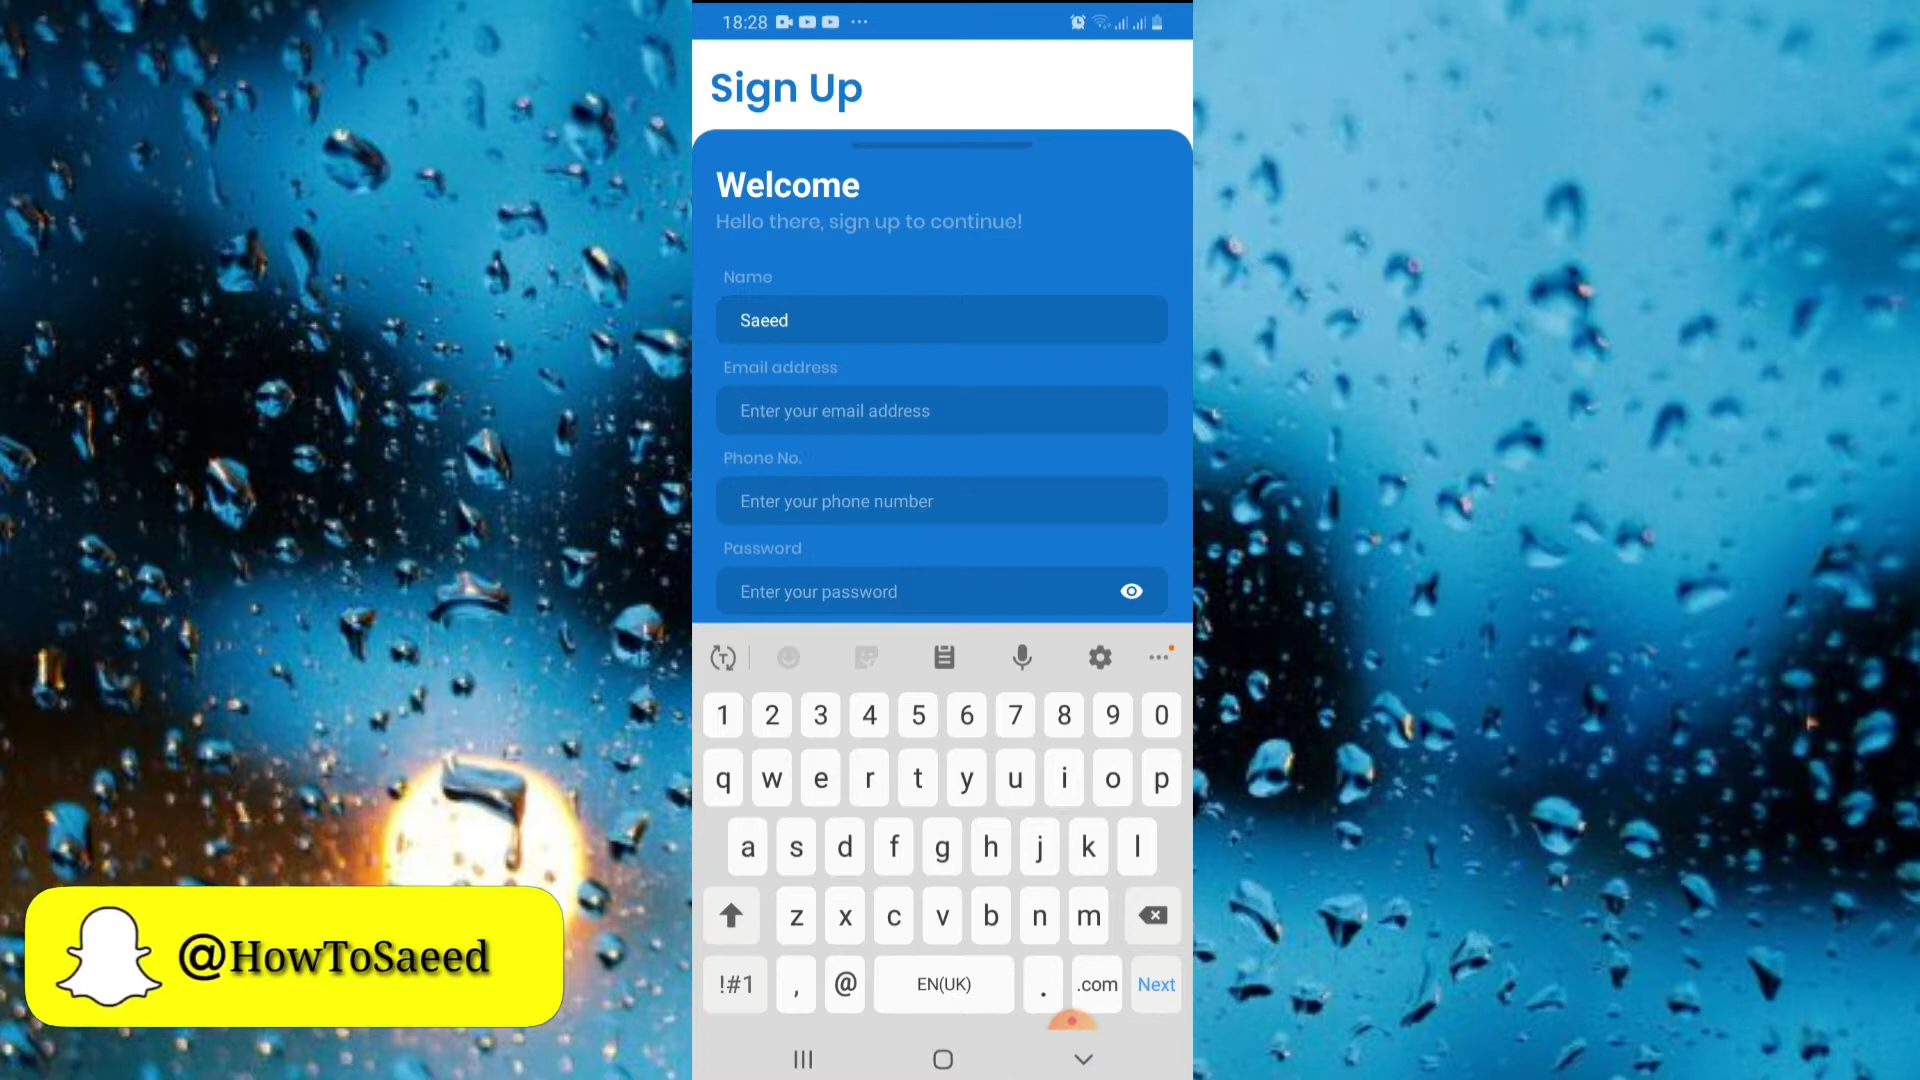 18:28
Sign Up
Welcome
Hello there, sign up to continue!
Name
Saeed
Email address
Enter your email address
Phone No.
Enter your phone number
Password
Enter your password
T
1 2 3 4 5 6 7 8 9 0
q w e r t y u i o p
a s d f g h j k l
z x c v b n m
!#1 , @ EN(UK) . .com Next
@HowToSaeed